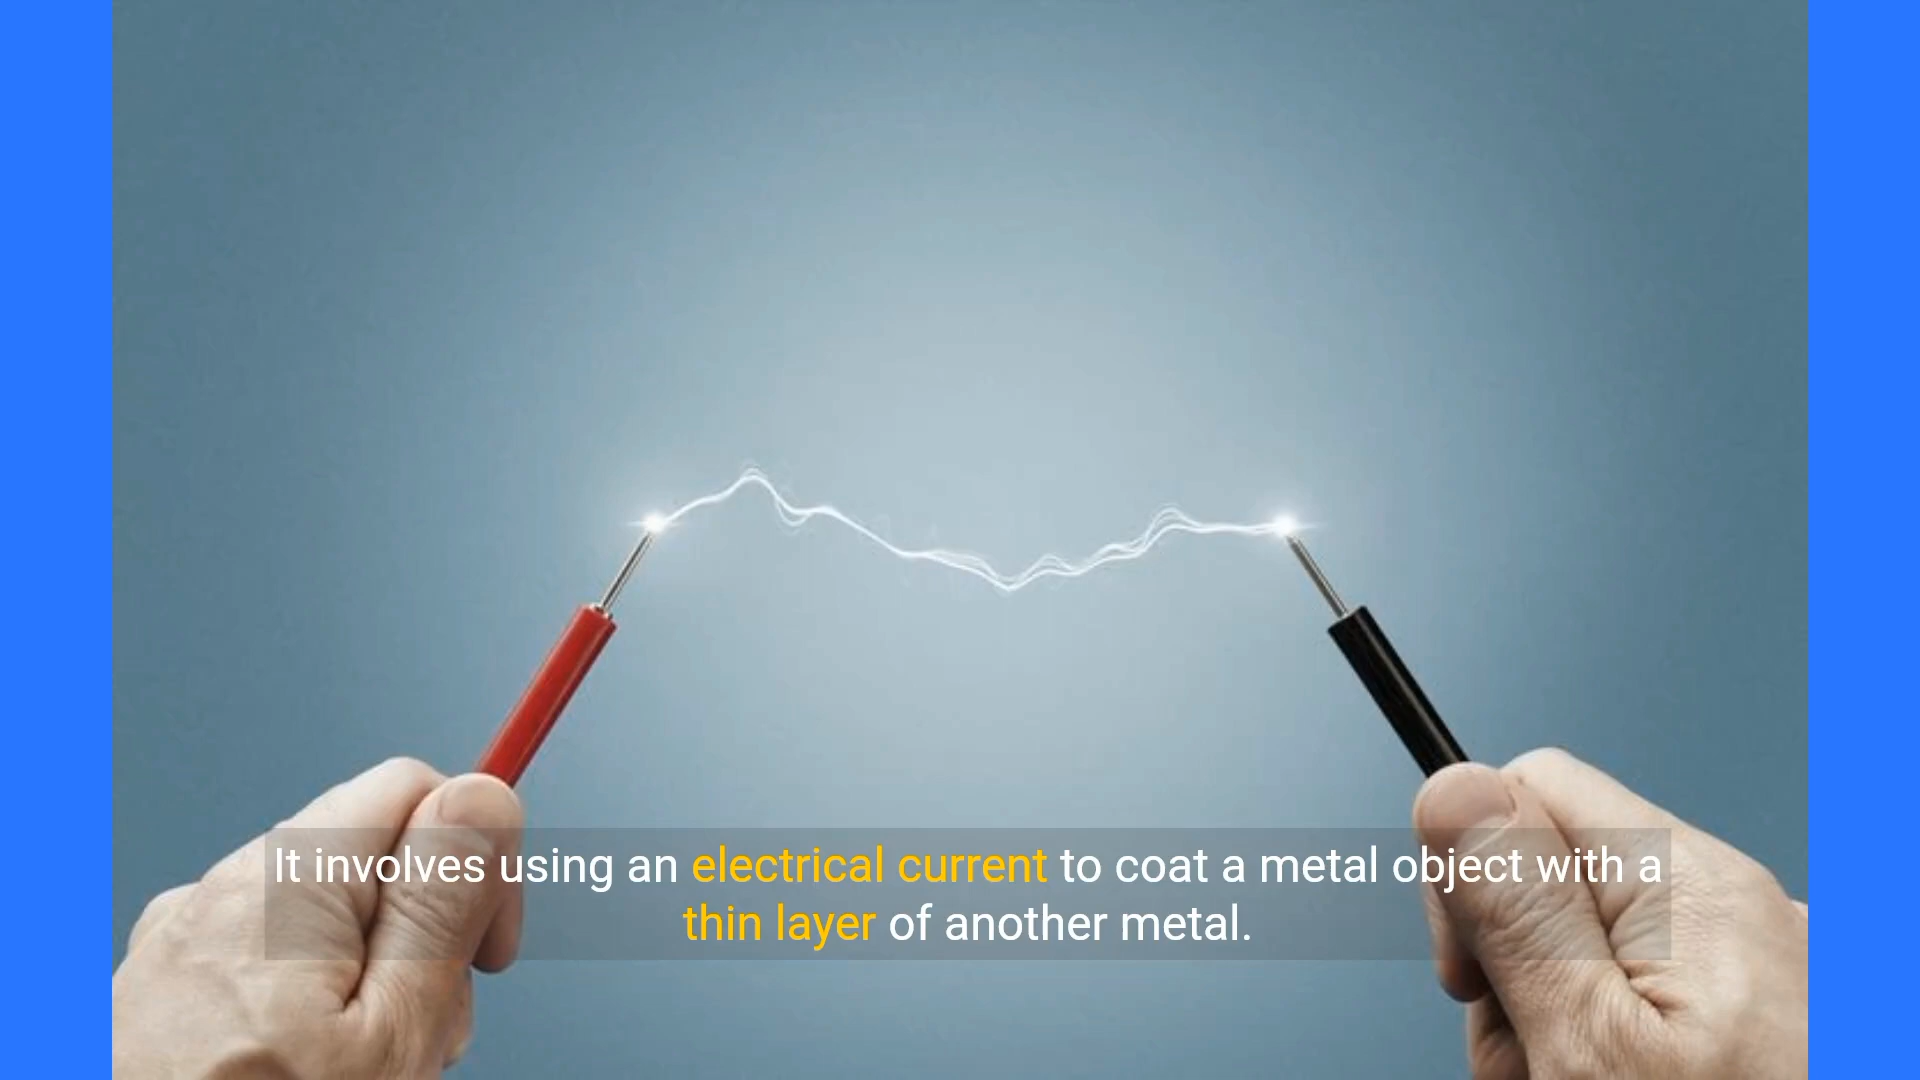 It involves using an electrical current to coat a metal object with a
thin layer of another metal.